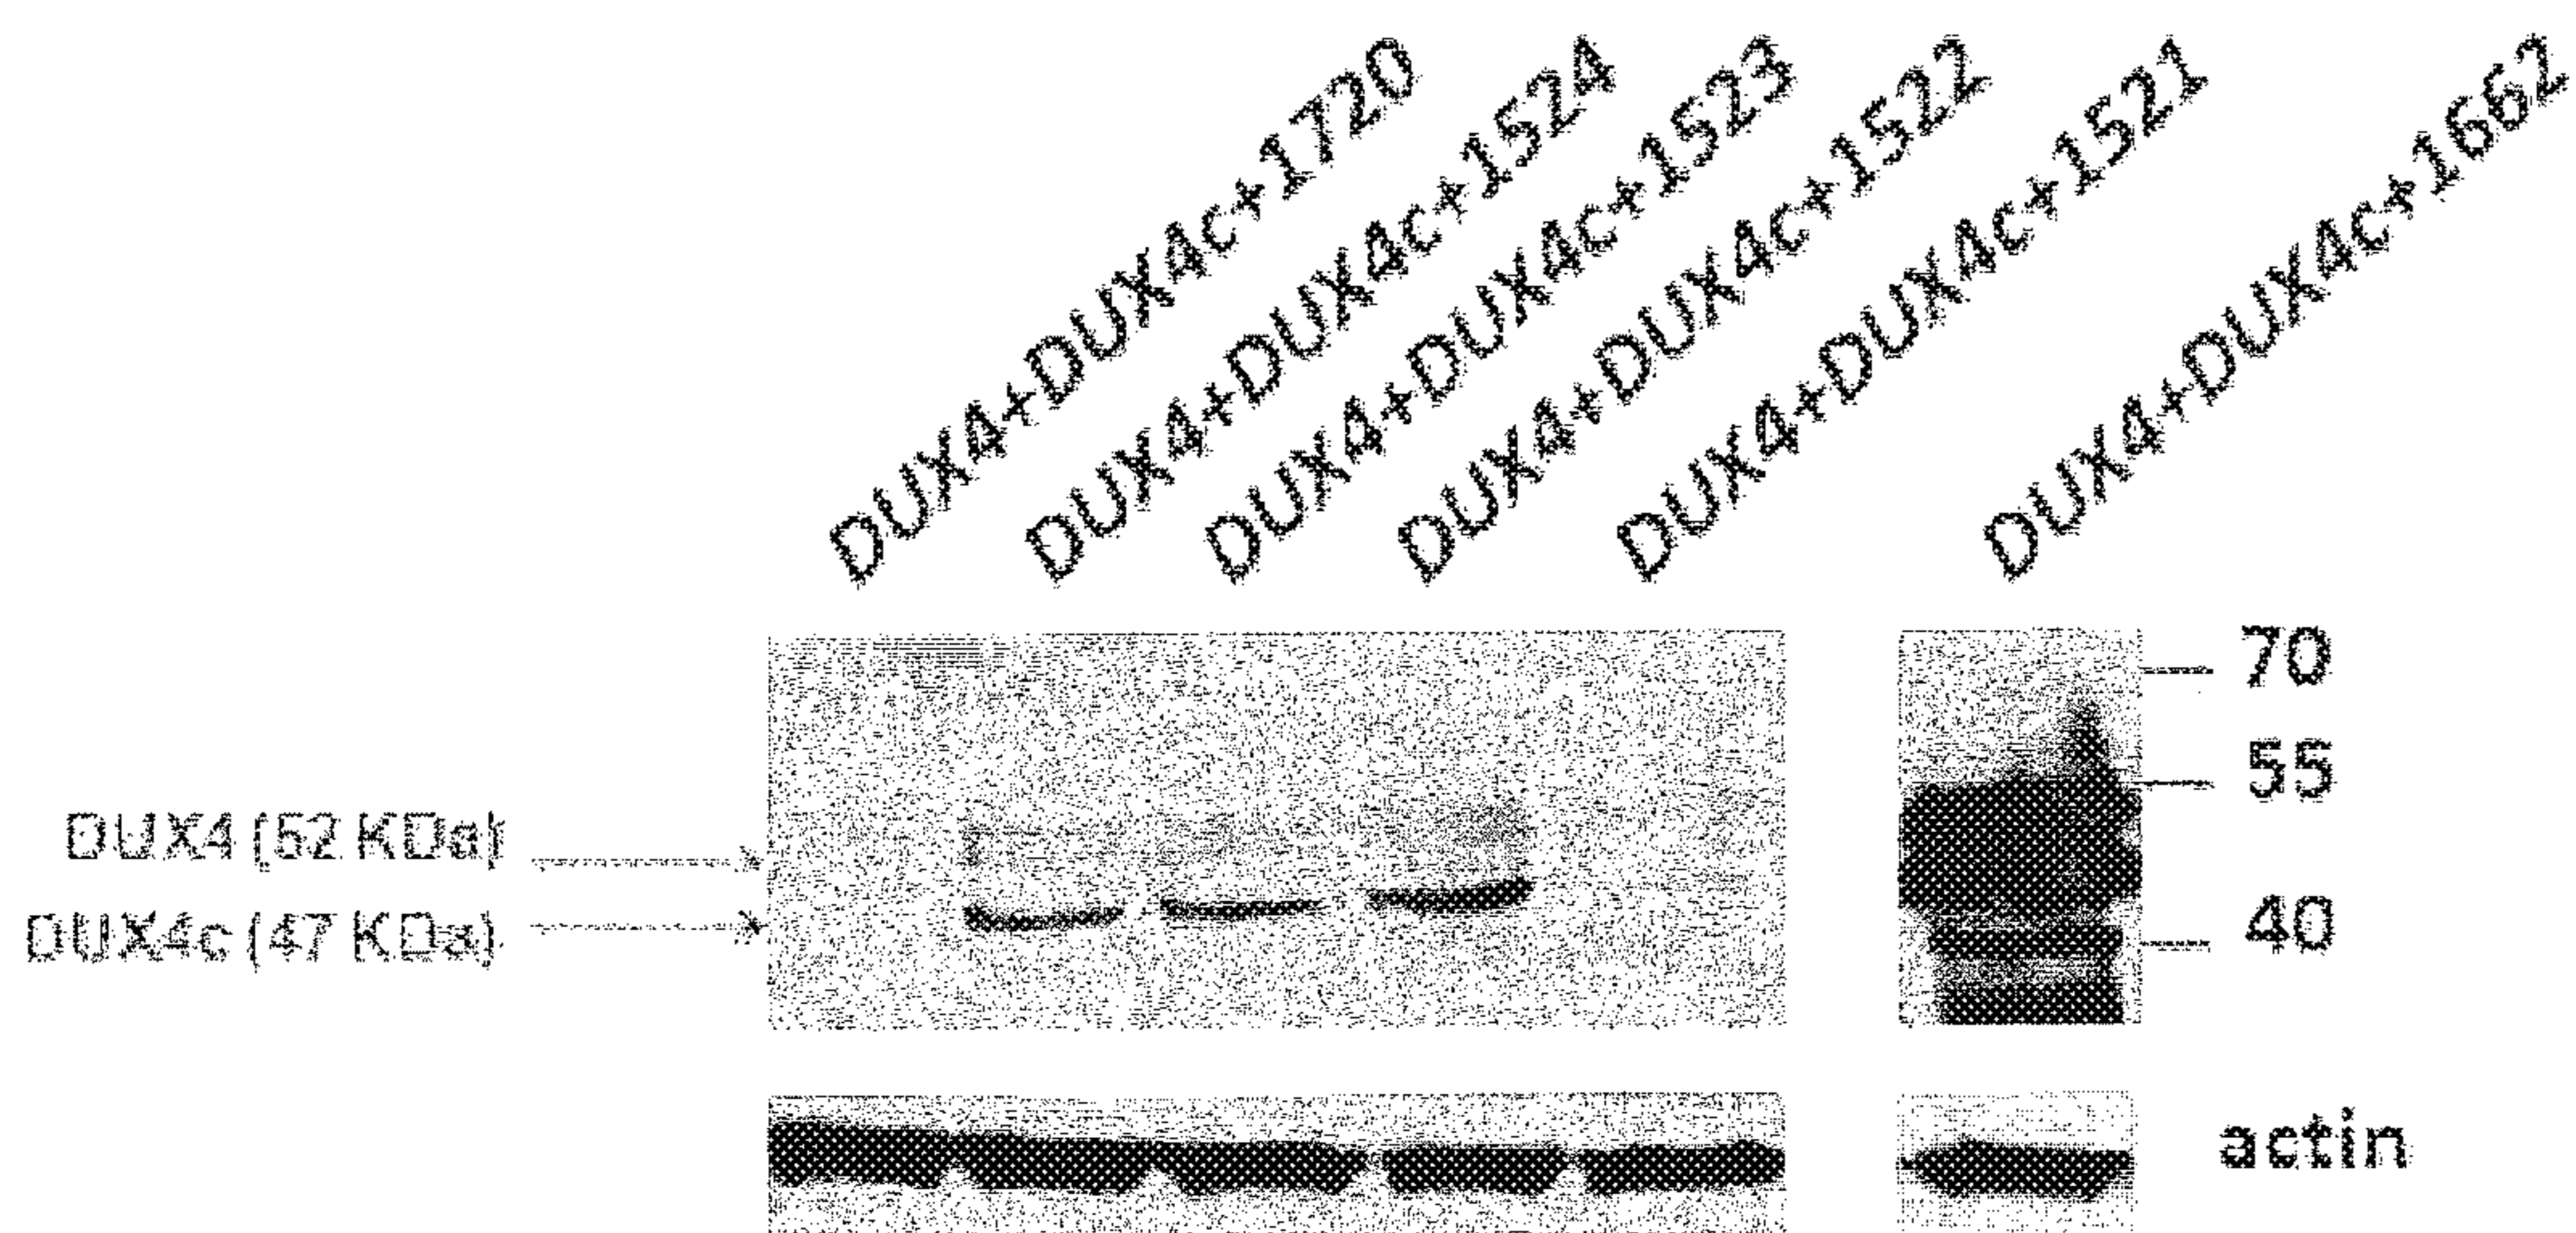 DUX4+DUX4c+1720
DUX4+DUX4c+1524
DUX4+DUX4c+1523
DUX4+DUX4c+1522
DUX4+DUX4c+1521
DUX4+DUX4c+1662
70
55
DUX4 (52 KDa)
DUX4c (47 KDa)
40
actin